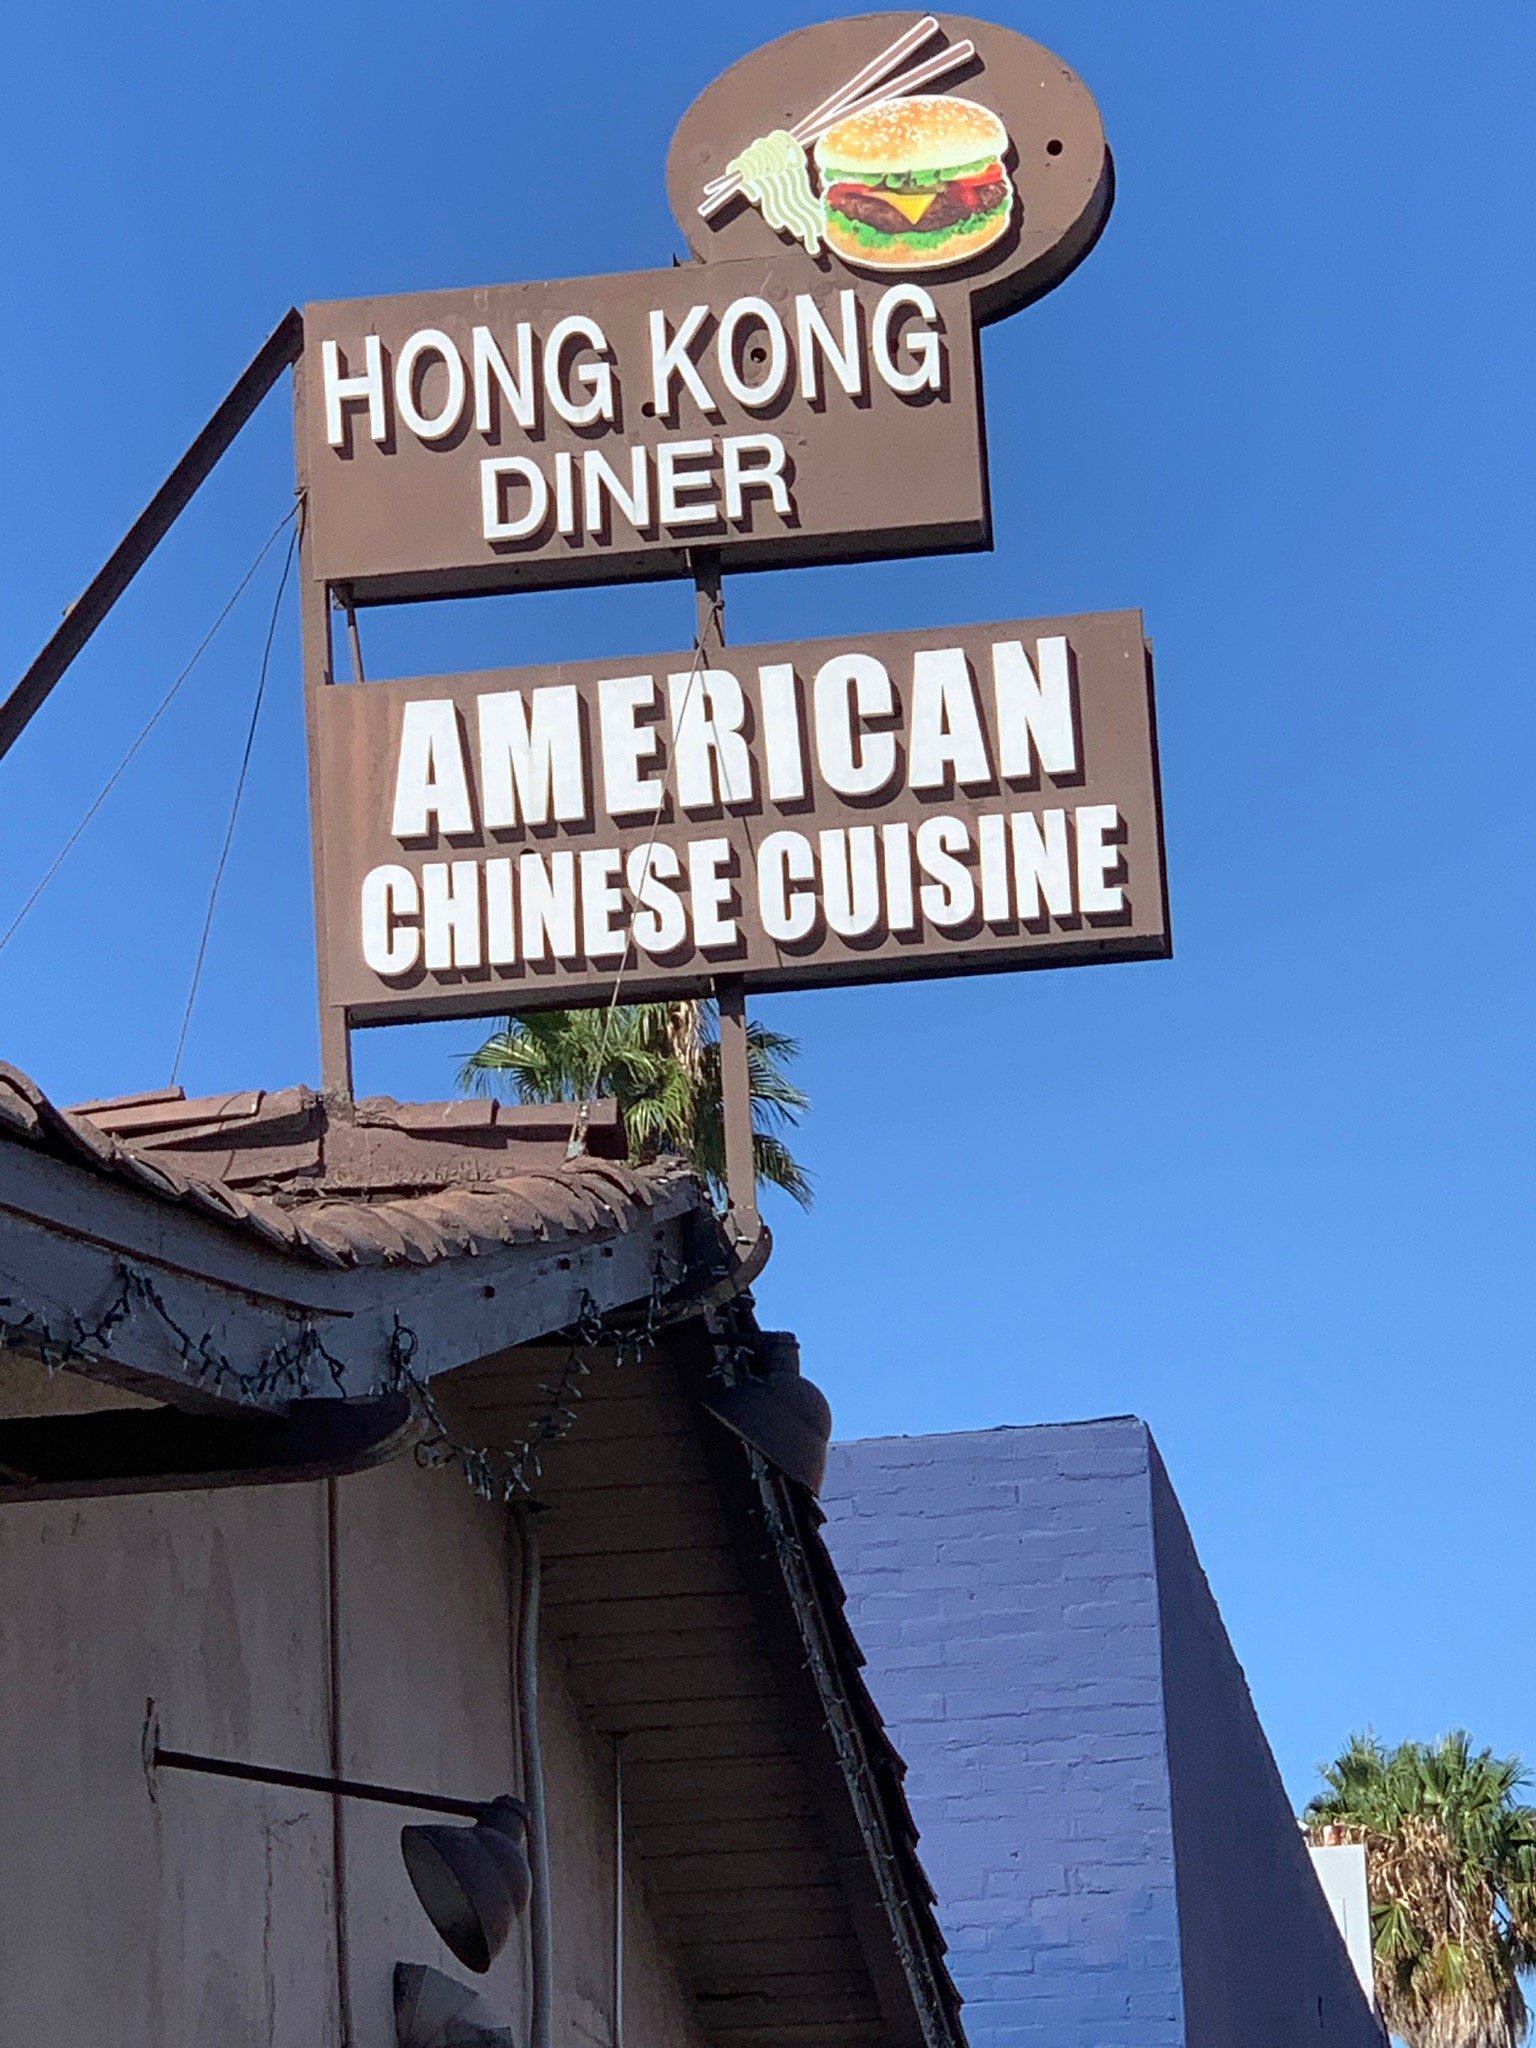 HONG KONG
DINER
AMERICAN
CHINESE CUISINE